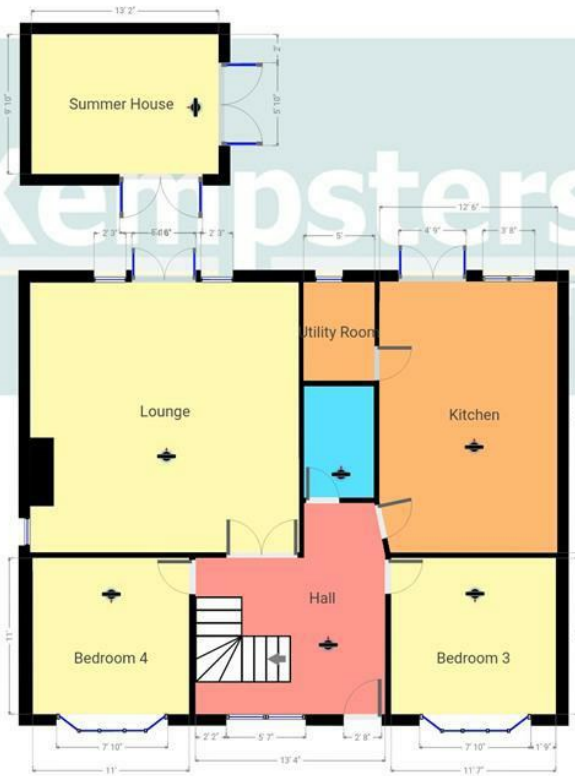 13' 2"
Summer House
9' 10"
2'
5' 10"
Kempsters
12' 6"
2' 3"
2' 3"
5'
4' 9"
3' 8"
Utility Room
Lounge
Kitchen
Hall
11'
Bedroom 4
Bedroom 3
7' 10"
2' 2"
5' 7"
2' 8"
7' 10"
1' 9"
11'
13' 4"
11' 7"